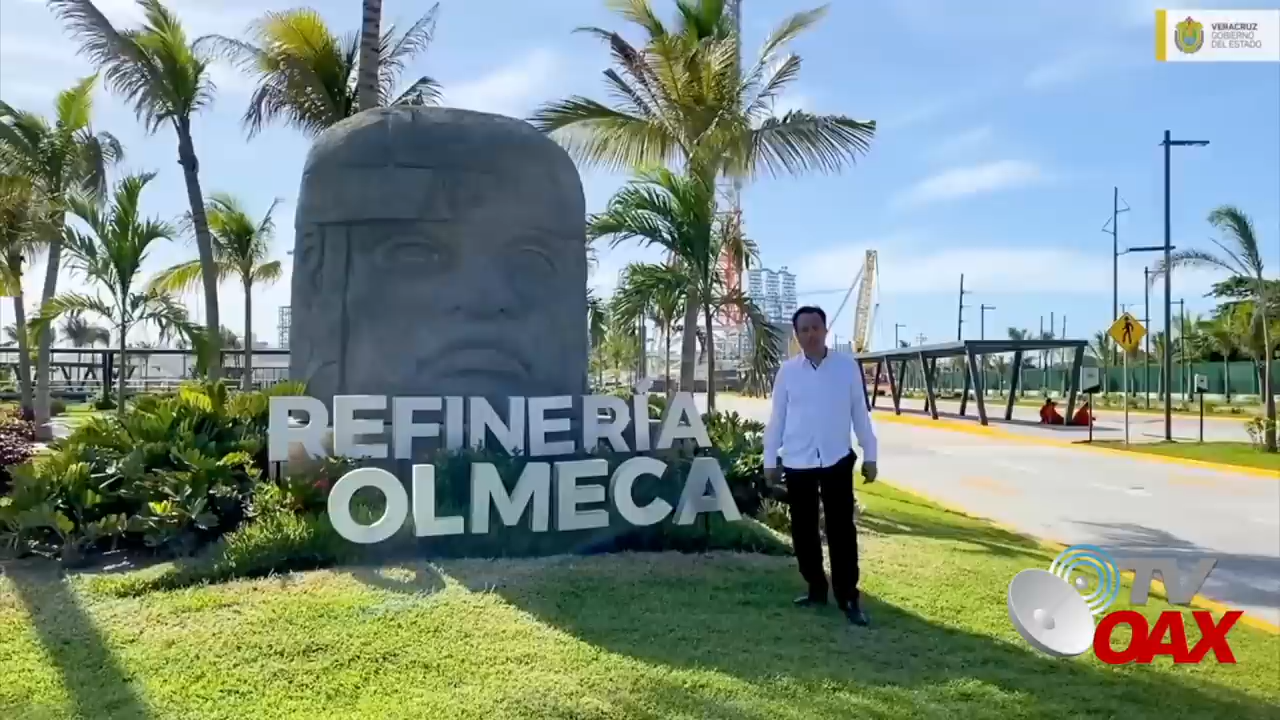 VERACRUZ
GOBIERNO
DEL ESTADO
REFINERÍA
OLMECA
TV
OAX